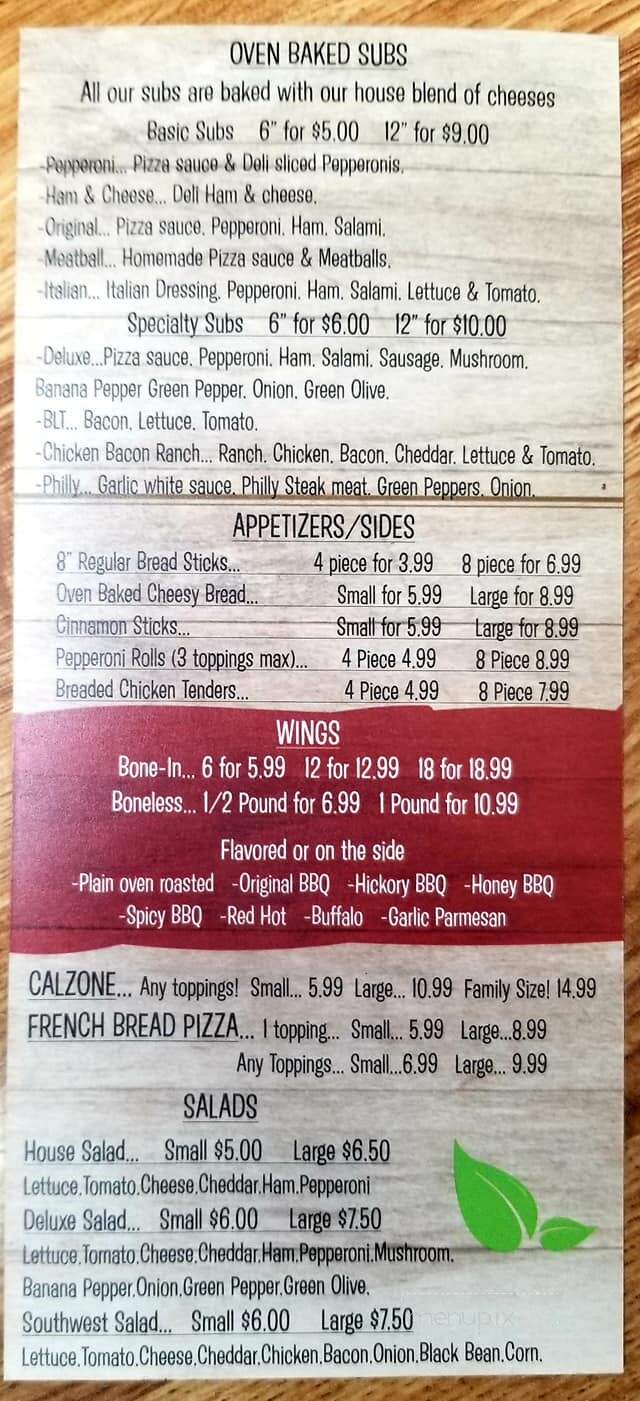 OVEN BAKED SUBS
All our subs are baked with our house blend of cheeses
Basic Subs 6" for $5.00 12" for $9.00
-Pepperoni... Pizza sauce & Deli sliced Pepperonis.
-Ham & Cheese... Deli Ham & cheese.
-Original... Pizza sauce. Pepperoni. Ham. Salami.
-Meatball... Homemade Pizza sauce & Meatballs.
-Italian... Italian Dressing. Pepperoni. Ham. Salami. Lettuce & Tomato.
Specialty Subs 6" for $6.00 12" for $10.00
-Deluxe...Pizza sauce. Pepperoni. Ham. Salami. Sausage. Mushroom.
Banana Pepper Green Pepper. Onion. Green Olive.
-BLT... Bacon. Lettuce. Tomato.
-Chicken Bacon Ranch... Ranch. Chicken. Bacon. Cheddar. Lettuce & Tomato.
-Philly... Garlic white sauce. Philly Steak meat. Green Peppers. Onion.
APPETIZERS/SIDES
8" Regular Bread Sticks... 4 piece for 3.99 8 piece for 6.99
Oven Baked Cheesy Bread... Small for 5.99 Large for 8.99
Cinnamon Sticks... Small for 5.99 Large for 8.99
Pepperoni Rolls (3 toppings max)... 4 Piece 4.99 8 Piece 8.99
Breaded Chicken Tenders... 4 Piece 4.99 8 Piece 7.99
WINGS
Bone-In... 6 for 5.99 12 for 12.99 18 for 18.99
Boneless... 1/2 Pound for 6.99 1 Pound for 10.99
Flavored or on the side
-Plain oven roasted -Original BBQ -Hickory BBQ -Honey BBQ
-Spicy BBQ -Red Hot -Buffalo -Garlic Parmesan
CALZONE... Any toppings! Small... 5.99 Large... 10.99 Family Size! 14.99
FRENCH BREAD PIZZA... 1 topping... Small... 5.99 Large...8.99
Any Toppings... Small...6.99 Large... 9.99
SALADS
House Salad... Small $5.00 Large $6.50
Lettuce.Tomato.Cheese.Cheddar.Ham.Pepperoni
Deluxe Salad... Small $6.00 Large $7.50
Lettuce.Tomato.Cheese.Cheddar.Ham.Pepperoni.Mushroom.
Banana Pepper.Onion.Green Pepper.Green Olive.
Southwest Salad... Small $6.00 Large $7.50
Lettuce.Tomato.Cheese.Cheddar.Chicken.Bacon.Onion.Black Bean.Corn.